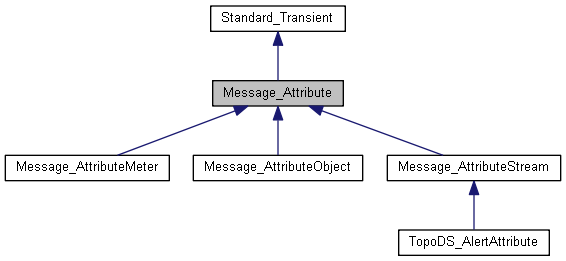 Standard_Transient
Message_Attribute
Message_AttributeMeter
Message_AttributeObject
Message_AttributeStream
TopoDS_AlertAttribute